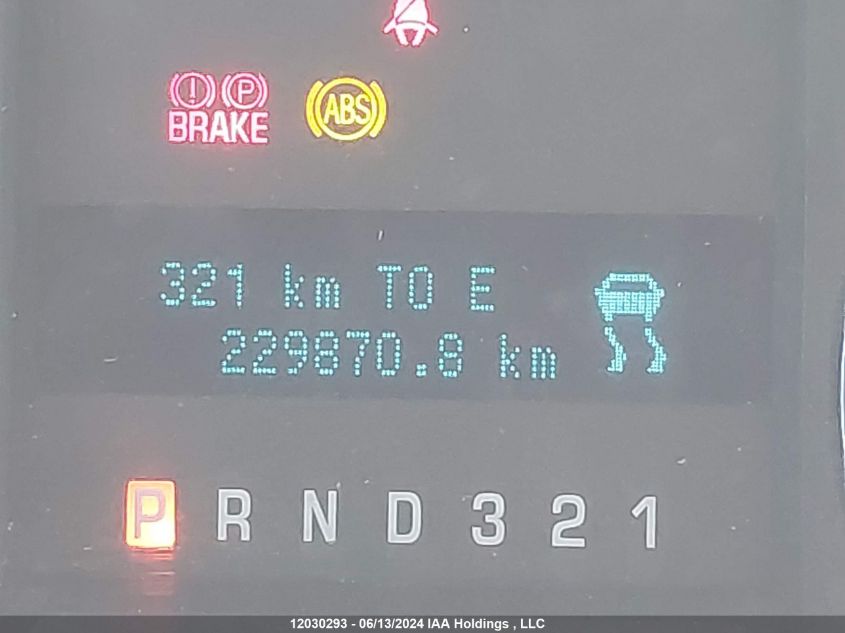 ! P
BRAKE
ABS
321 km TO E
229870.8 km
P R N D 3 2 1
12030293 - 06/13/2024 IAA Holdings , LLC